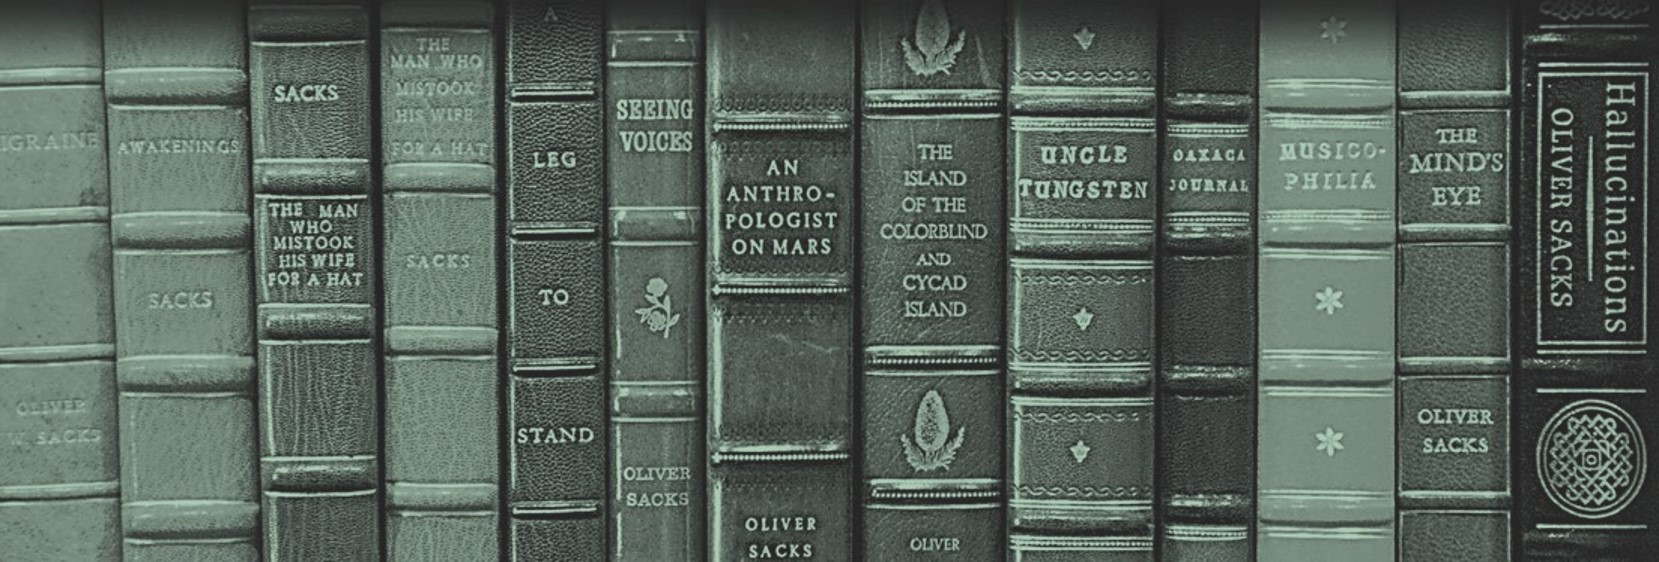 IGRAINE
OLIVER
W. SACKS
AWAKENINGS
SACKS
SACKS
THE MAN
WHO
MISTOOK
HIS WIFE
FOR A HAT
THE
MAN WHO
MISTOOK
HIS WIFE
FOR A HAT
SACKS
A
LEG
TO
STAND
SEEING
VOICES
OLIVER
SACKS
AN
ANTHRO-
POLOGIST
ON MARS
OLIVER
SACKS
THE
ISLAND
OF THE
COLORBLIND
AND
CYCAD
ISLAND
OLIVER
UNCLE
TUNGSTEN
OAXACA
JOURNAL
MUSICO-
PHILIA
THE
MIND'S
EYE
OLIVER
SACKS
Hallucinations
OLIVER SACKS